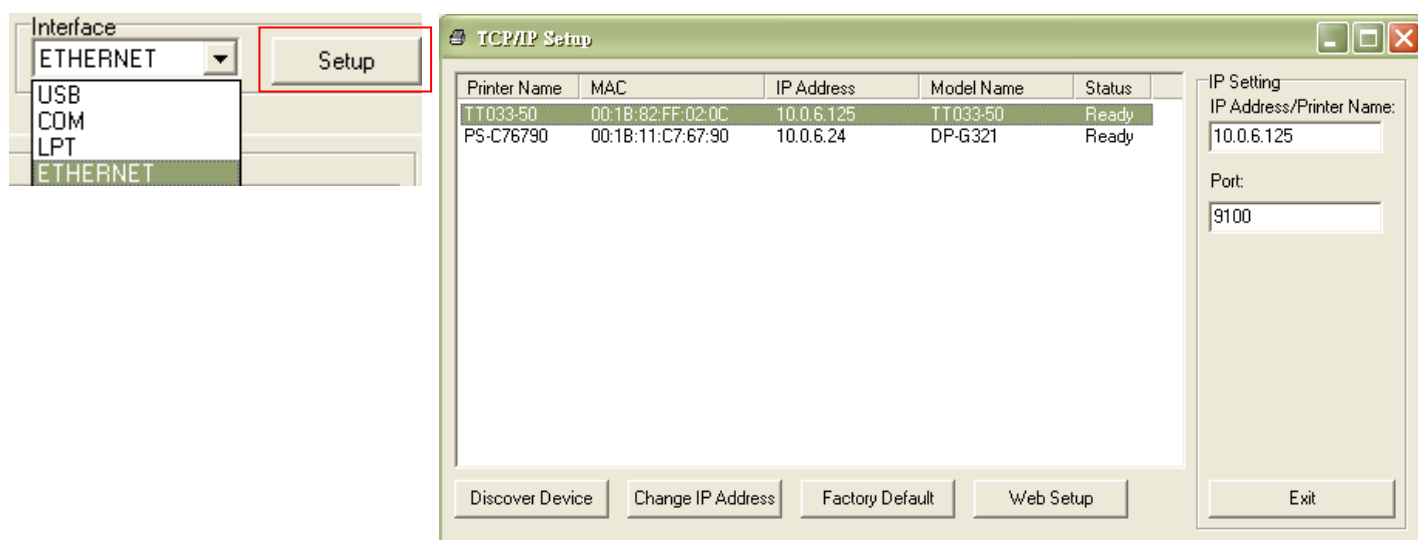 Interface
ETHERNET
Setup
USB
COM
LPT
ETHERNET
TCP/IP Setup
Printer Name MAC IP Address Model Name Status
TT033-50 00:1B:82:FF:02:0C 10.0.6.125 TT033-50 Ready
PS-C76790 00:1B:11:C7:67:90 10.0.6.24 DP-G321 Ready
IP Setting
IP Address/Printer Name:
10.0.6.125
Port:
9100
Discover Device Change IP Address Factory Default Web Setup Exit